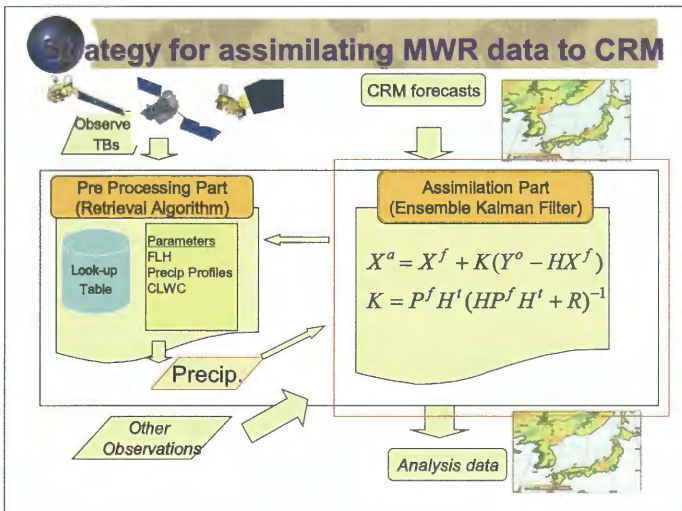 Strategy for assimilating MWR data to CRM
Observe
TBs
CRM forecasts
Pre Processing Part
(Retrieval Algorithm)
Assimilation Part
(Ensemble Kalman Filter)
Look-up
Table
Parameters
FLH
Precip Profiles
CLWC
X^a = X^f + K(Y^o − HX^f)
K = P^f H^t (HP^f H^t + R)^{-1}
Precip.
Other
Observations
Analysis data